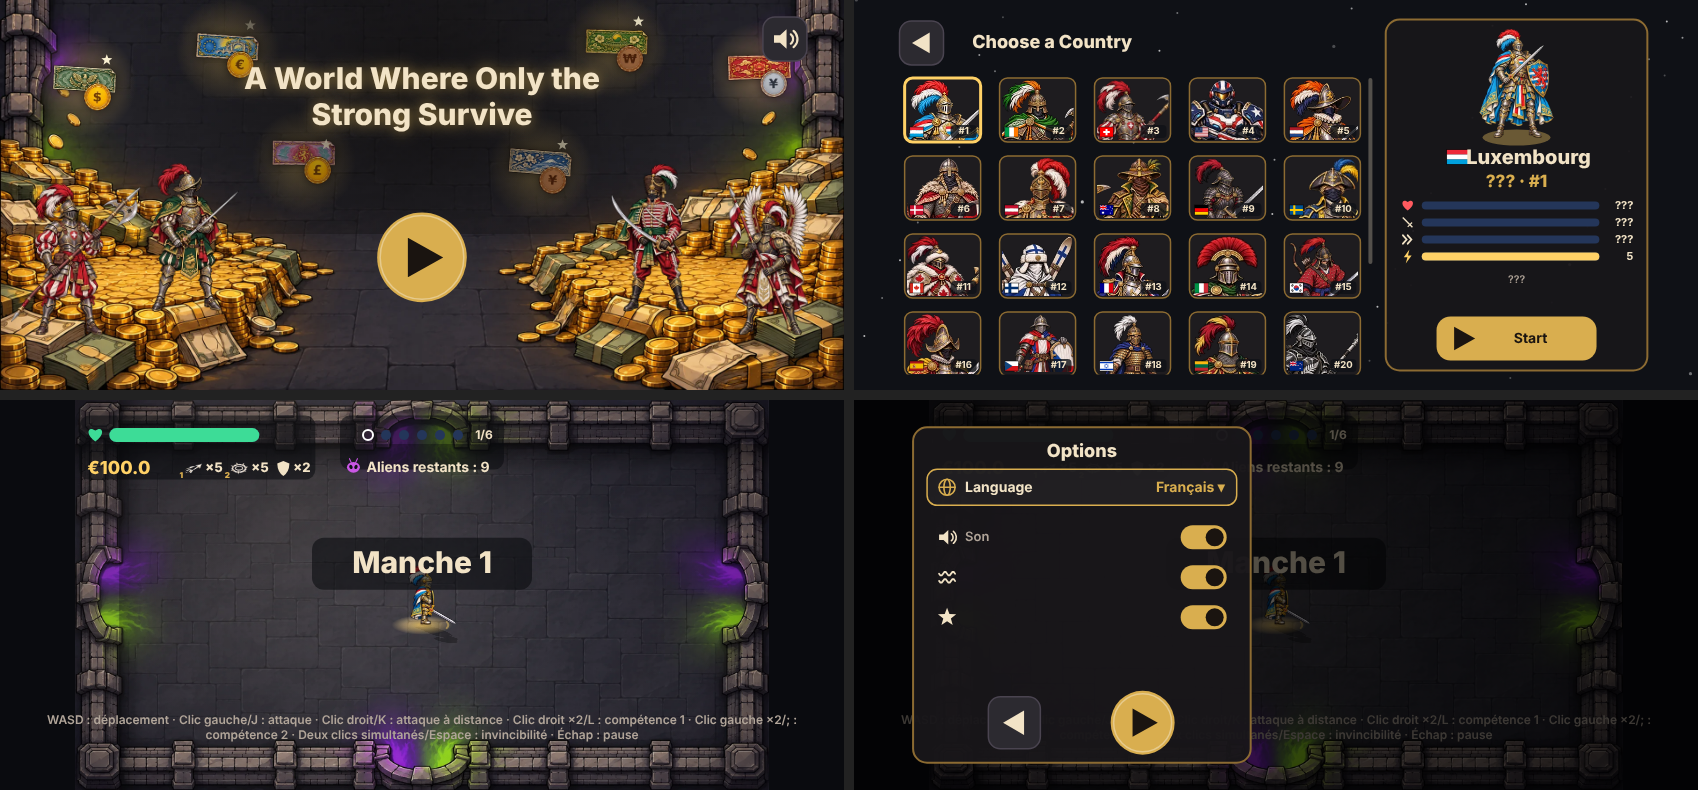 A World Where Only the
Strong Survive
$
€
£
¥
₩
¥
Choose a Country
#1
#2
#3
#4
#5
#6
#7
#8
#9
#10
#11
#12
#13
#14
#15
#16
#17
#18
#19
#20
Luxembourg
??? · #1
???
???
???
5
???
Start
1/6
€100.0
1 ×5 2 ×5 ×2
Aliens restants : 9
Manche 1
WASD : déplacement · Clic gauche/J : attaque · Clic droit/K : attaque à distance · Clic droit ×2/L : compétence 1 · Clic gauche ×2/; :
compétence 2 · Deux clics simultanés/Espace : invincibilité · Échap : pause
Options
Language Français ▾
Son
1/6
ns restants : 9
nche 1
W
attaque à distance · Clic droit ×2/L : compétence 1 · Clic gauche ×2/; :
anés/Espace : invincibilité · Échap : pause